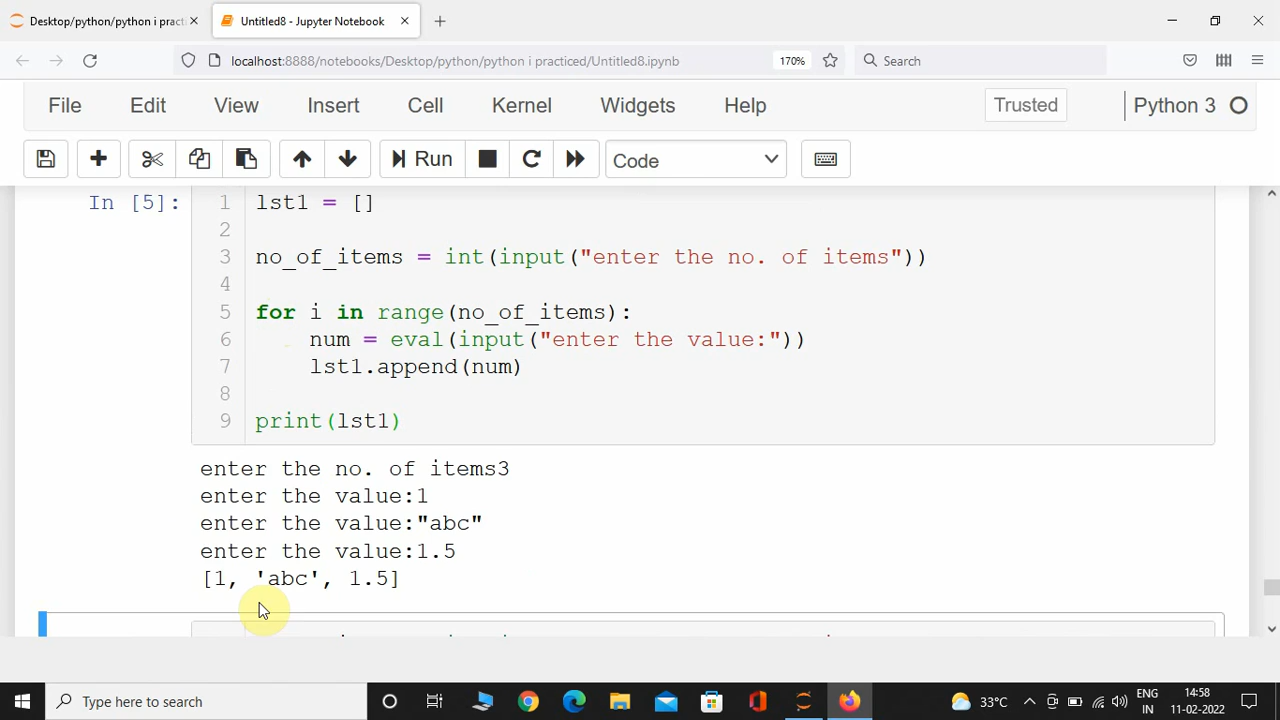 Desktop/python/python i practi
Untitled8 - Jupyter Notebook
localhost:8888/notebooks/Desktop/python/python i practiced/Untitled8.ipynb
170%
Search
File Edit View Insert Cell Kernel Widgets Help
Trusted
Python 3
Run
Code
In [5]:
1 lst1 = []
2
3 no_of_items = int(input("enter the no. of items"))
4
5 for i in range(no_of_items):
6 num = eval(input("enter the value:"))
7 lst1.append(num)
8
9 print(lst1)
enter the no. of items3
enter the value:1
enter the value:"abc"
enter the value:1.5
[1, 'abc', 1.5]
Type here to search
33°C
ENG
IN
14:58
11-02-2022